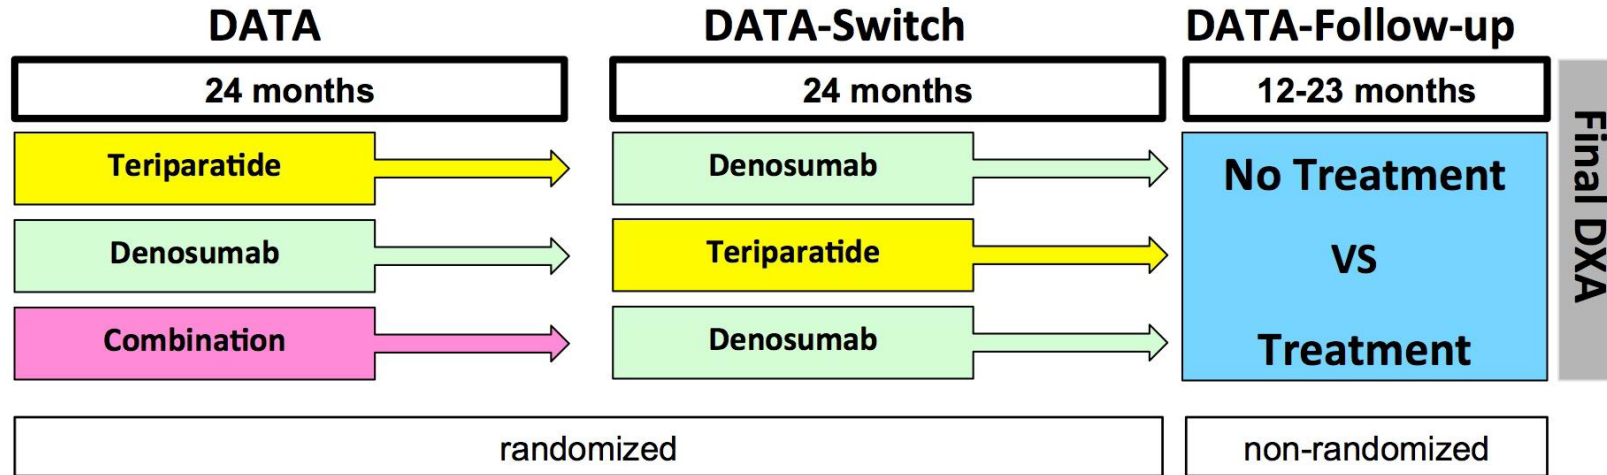 DATA
DATA-Switch
DATA-Follow-up
24 months
24 months
12-23 months
Teriparatide
Denosumab
Combination
Denosumab
Teriparatide
Denosumab
No Treatment
VS
Treatment
Final DXA
randomized
non-randomized